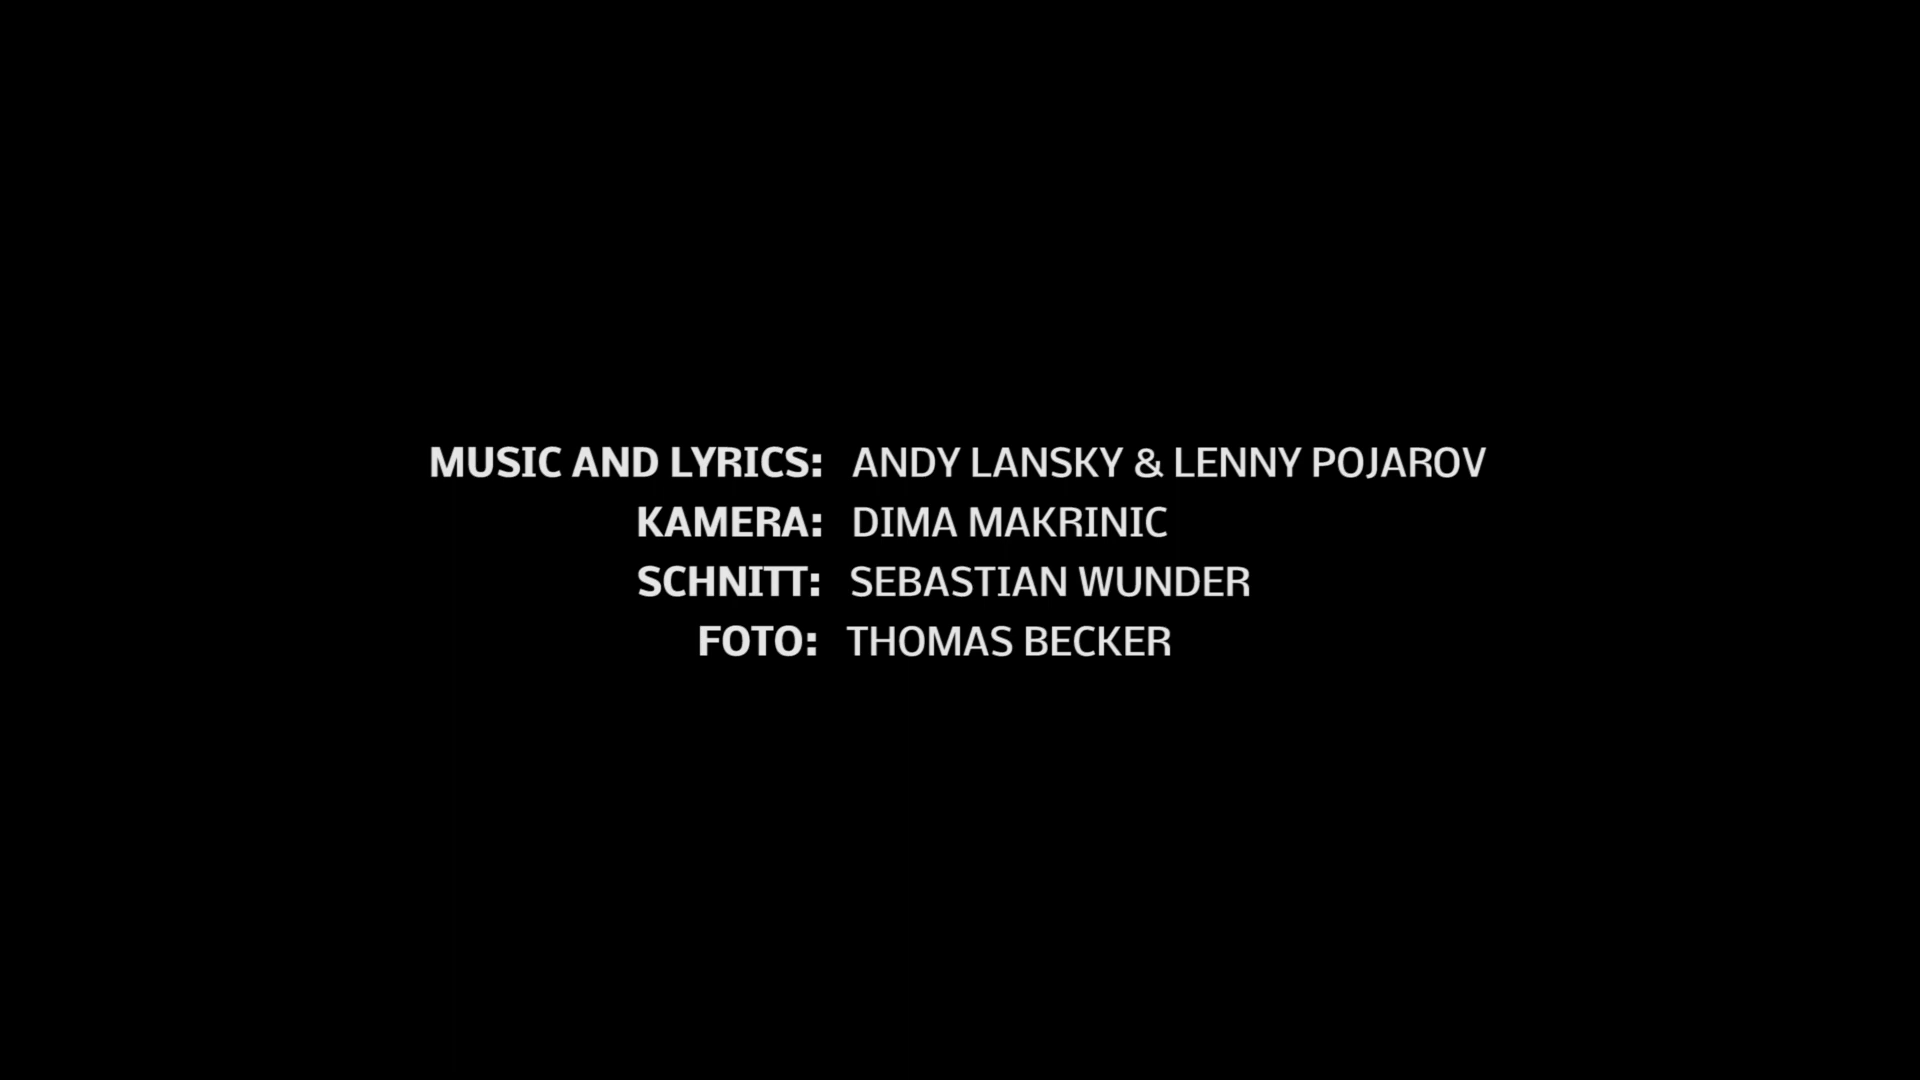 MUSIC AND LYRICS: ANDY LANSKY & LENNY POJAROV
KAMERA: DIMA MAKRINIC
SCHNITT: SEBASTIAN WUNDER
FOTO: THOMAS BECKER